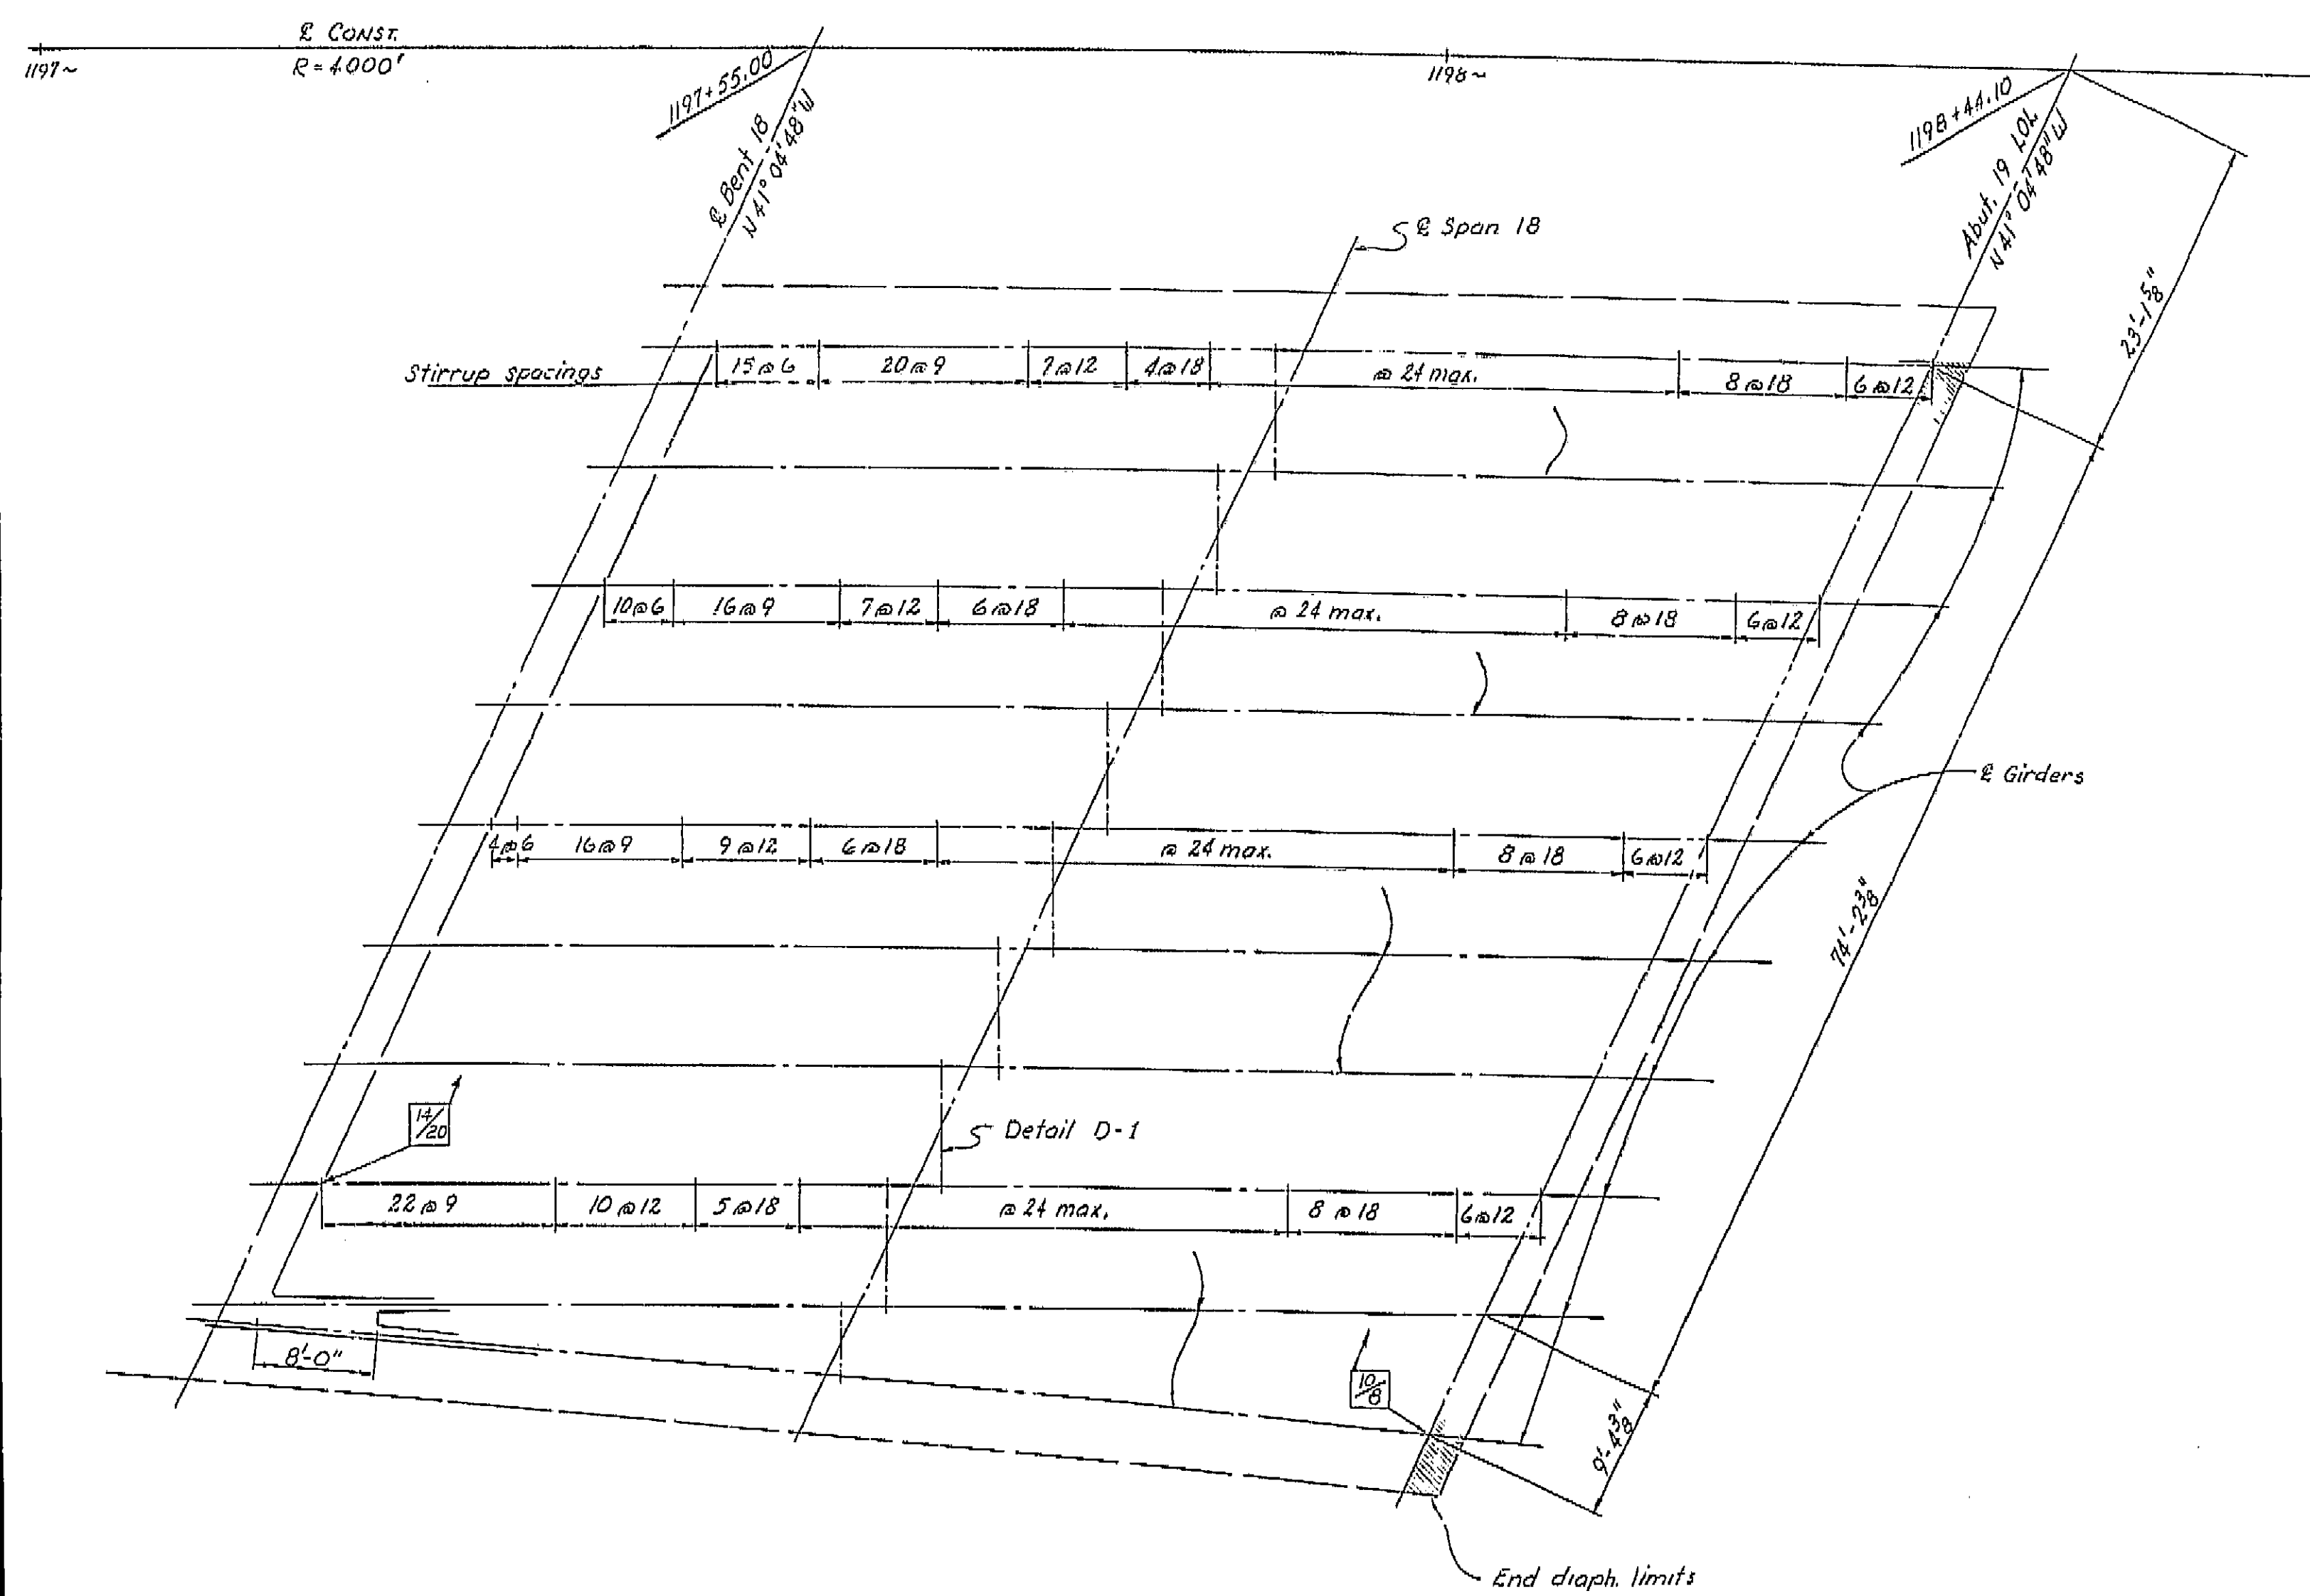 ℄ CONST.
R = 4000'
1197~
1198~
1197+55.00
1198+44.10
℄ Bent 18
N 41° 04' 48" W
Abut. 19 LOL
N 41° 04' 48" W
℄ Span 18
23'-1⅝"
Stirrup spacings
15@6 20@9 7@12 4@18 @ 24 max. 8@18 6@12
10@6 16@9 7@12 6@18 @ 24 max. 8@18 6@12
℄ Girders
4@6 16@9 9@12 6@18 @ 24 max. 8@18 6@12
74'-2⅜"
14/20
Detail D-1
22@9 10@12 5@18 @ 24 max. 8@18 6@12
8'-0"
10/8
9'-4⅜"
End diaph. limits